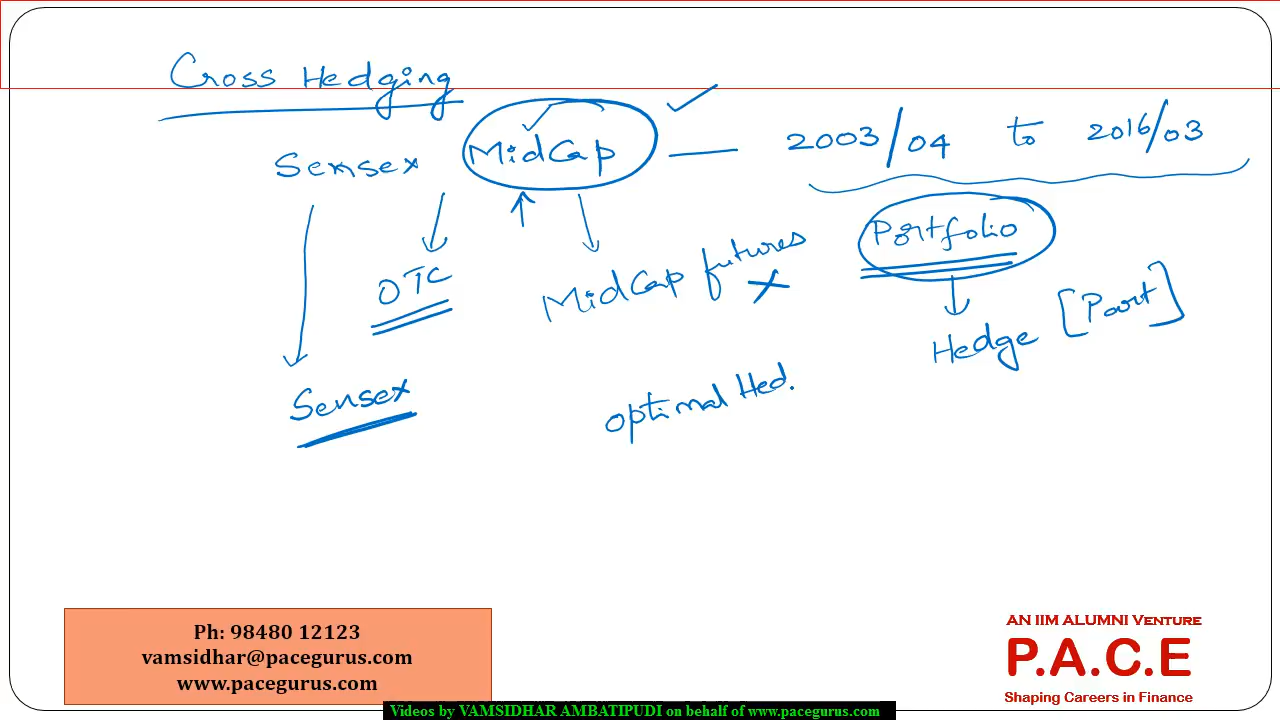 Cross Hedging
Sensex MidCap — 2003/04 to 2016/03
Portfolio
OTC MidCap futures X
Hedge [Part]
Sensex
optimal Hed.
Ph: 98480 12123
vamsidhar@pacegurus.com
www.pacegurus.com
AN IIM ALUMNI VENTURE
P.A.C.E
Shaping Careers in Finance
Videos by VAMSIDHAR AMBATIPUDI on behalf of www.pacegurus.com